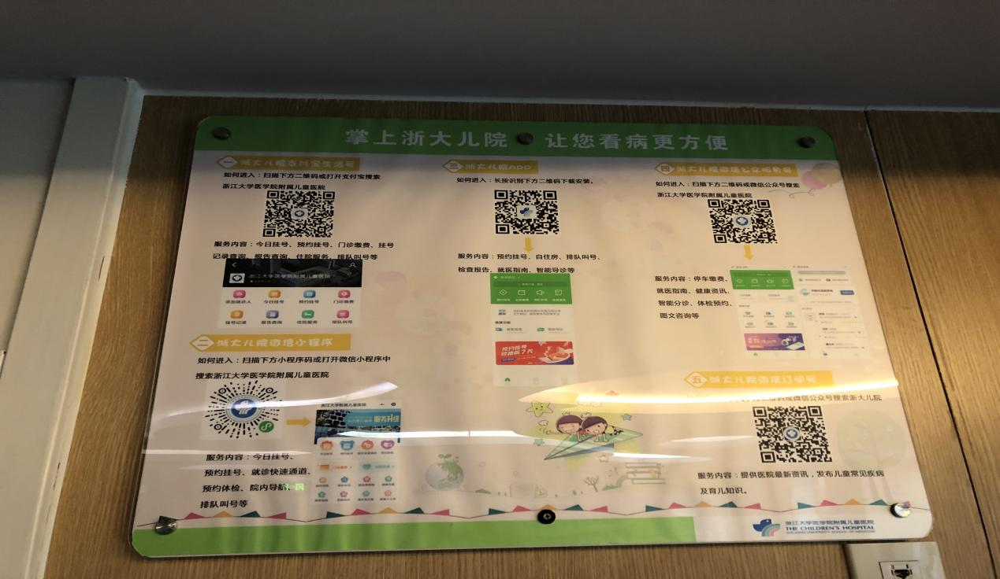 掌上浙大儿院 让您看病更方便
一 浙大儿院支付宝生活号
如何进入：扫描下方二维码或打开支付宝搜索
浙江大学医学院附属儿童医院
服务内容：今日挂号、预约挂号、门诊缴费、挂号
记录查询、报告查询、住院服务、排队叫号等
浙江大学医学院附属儿童医院
添加就诊人 今日挂号 预约挂号 门诊缴费
挂号记录 报告查询 住院服务 排队叫号
二 浙大儿院微信小程序
如何进入：扫描下方小程序码或打开微信小程序中
搜索浙江大学医学院附属儿童医院
浙江大学医学院附属儿童医院
服务升级
服务内容：今日挂号、
预约挂号、就诊快速通道、
预约体检、院内导航、
排队叫号等
三 浙大儿院APP
如何进入：长按识别下方二维码下载安装。
服务内容：预约挂号、自住房、排队叫号、
检查报告、就医指南、智能导诊等
预约挂号
可提前7天
四 浙大儿院微信公众服务号
如何进入：扫描下方二维码或微信公众号搜索
浙江大学医学院附属儿童医院
服务内容：停车缴费、
就医指南、健康资讯、
智能分诊、体检预约、
图文咨询等
五 浙大儿院微信订阅号
二维码或微信公众号搜索浙大儿院
服务内容：提供医院最新资讯，发布儿童常见疾病
及育儿知识。
浙江大学医学院附属儿童医院
THE CHILDREN'S HOSPITAL
ZHEJIANG UNIVERSITY SCHOOL OF MEDICINE